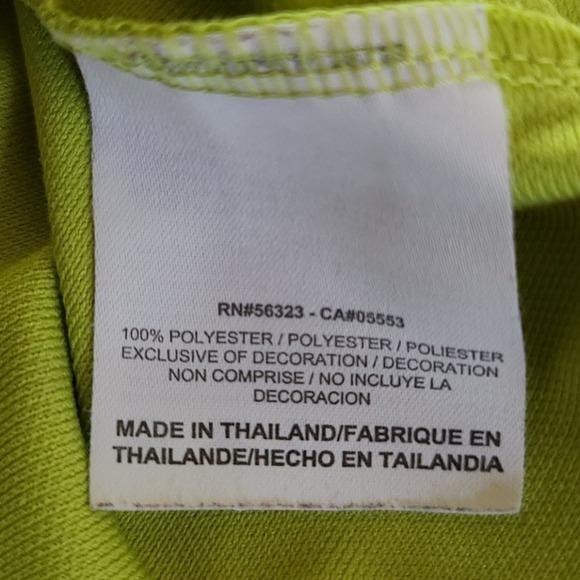 RN#56323 - CA#05553
100% POLYESTER / POLYESTER / POLIESTER
EXCLUSIVE OF DECORATION / DECORATION
NON COMPRISE / NO INCLUYE LA
DECORACION
MADE IN THAILAND/FABRIQUE EN
THAILANDE/HECHO EN TAILANDIA